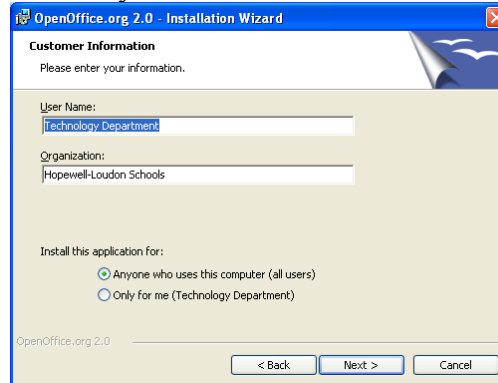 OpenOffice.org 2.0 - Installation Wizard
Customer Information
Please enter your information.
User Name:
Technology Department
Organization:
Hopewell-Loudon Schools
Install this application for:
Anyone who uses this computer (all users)
Only for me (Technology Department)
OpenOffice.org 2.0
< Back Next > Cancel